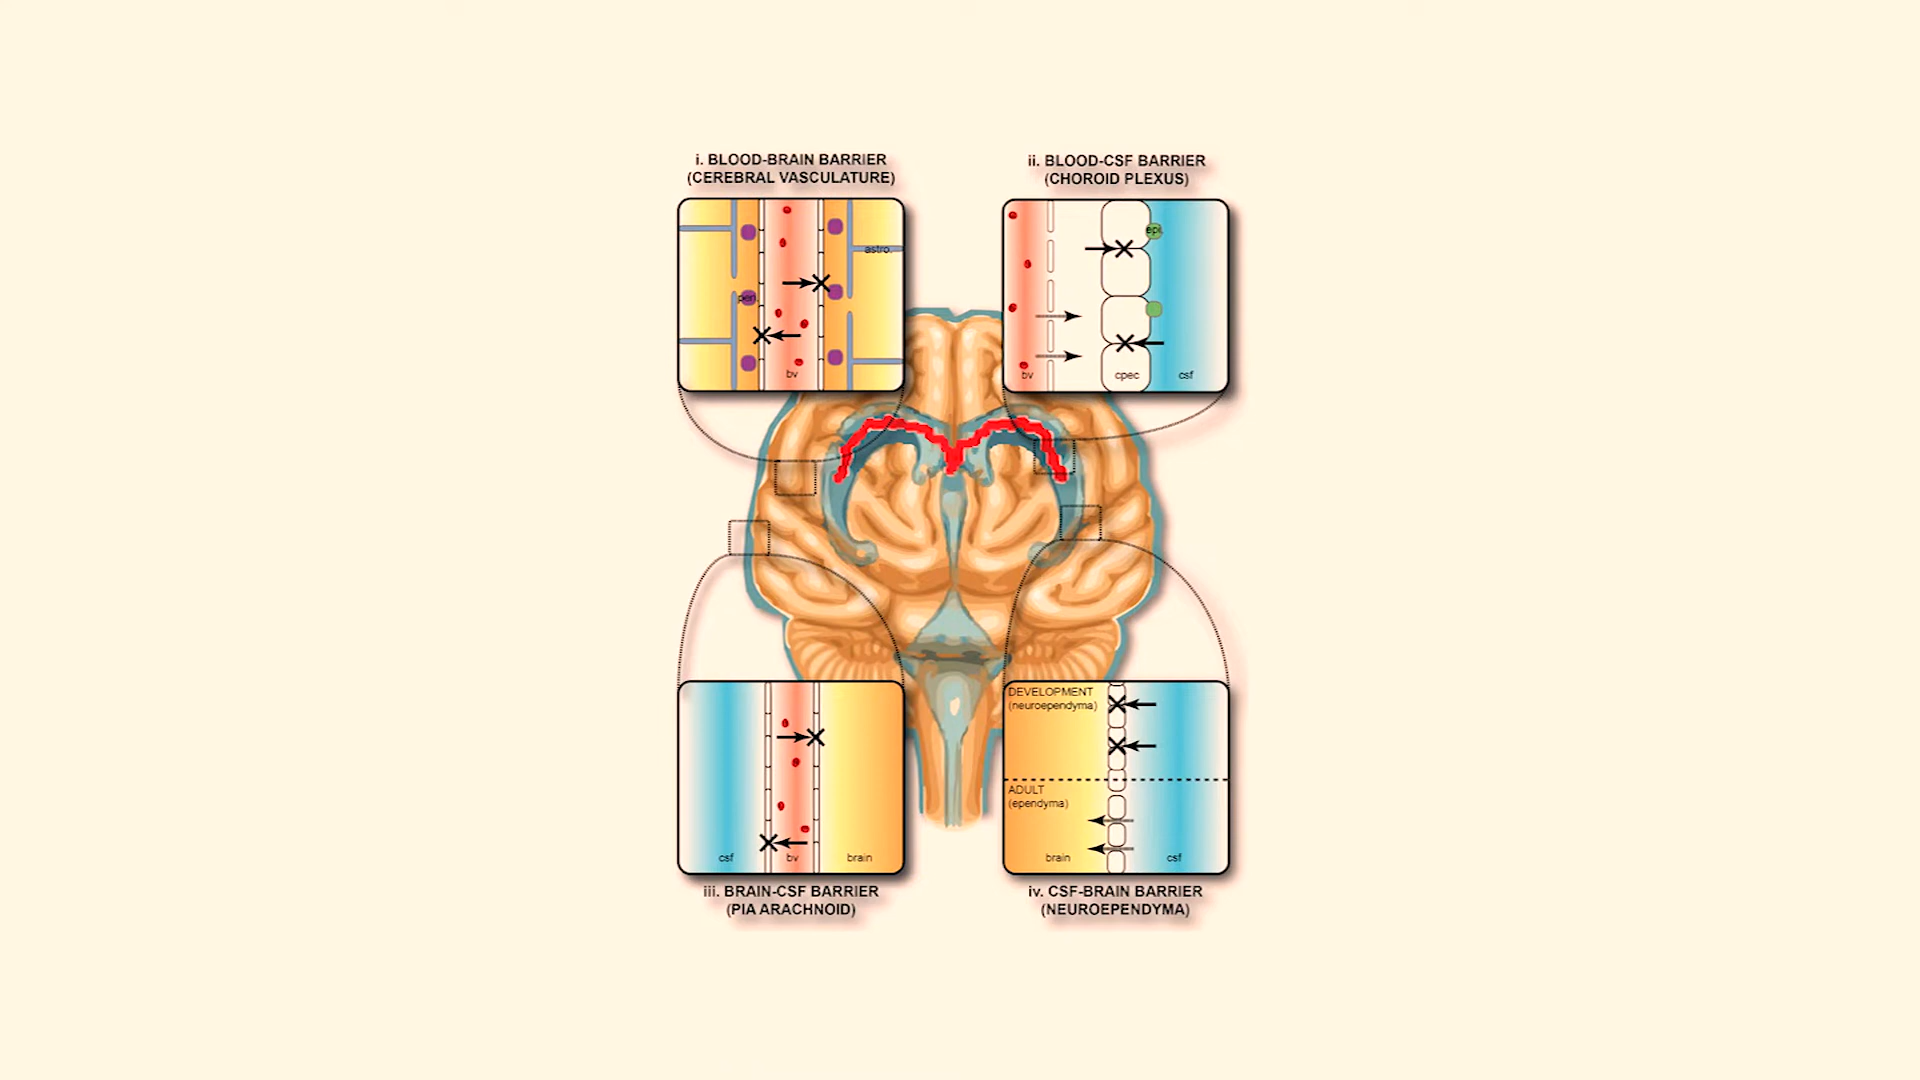 i. BLOOD-BRAIN BARRIER
(CEREBRAL VASCULATURE)
astro.
peri.
bv
ii. BLOOD-CSF BARRIER
(CHOROID PLEXUS)
epi.
bv
cpec
csf
csf
bv
brain
iii. BRAIN-CSF BARRIER
(PIA ARACHNOID)
DEVELOPMENT
(neuroependyma)
ADULT
(ependyma)
brain
csf
iv. CSF-BRAIN BARRIER
(NEUROEPENDYMA)